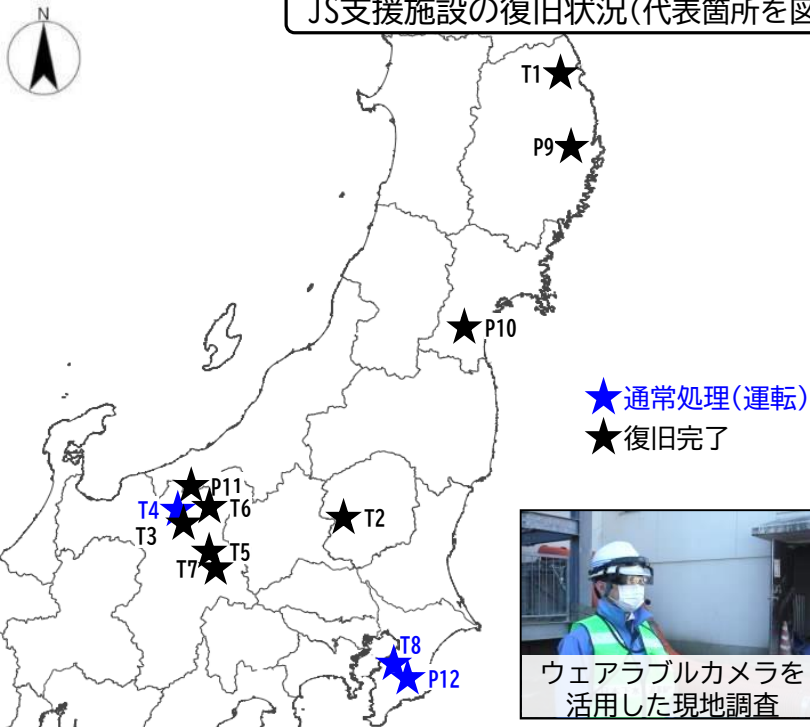 JS支援施設の復旧状況(代表箇所を図
N
T1
P9
P10
★通常処理(運転)
★復旧完了
P11
T4
T6
T3
T2
T5
T7
T8
P12
ウェアラブルカメラを
活用した現地調査